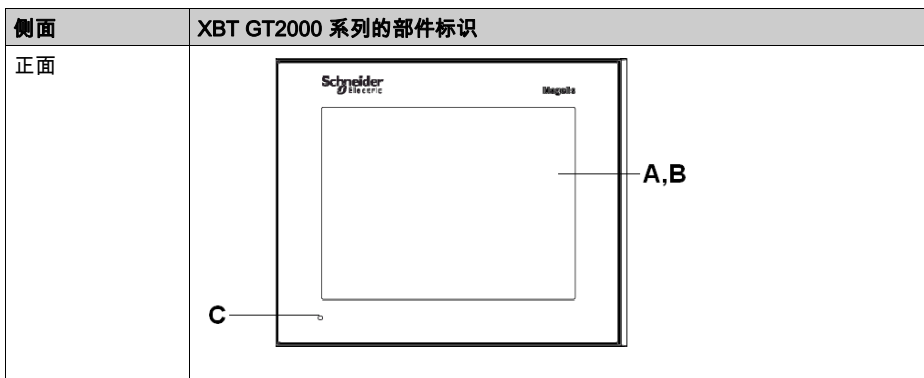 侧面
XBT GT2000 系列的部件标识
正面
Schneider
Electric
Magelis
A,B
C